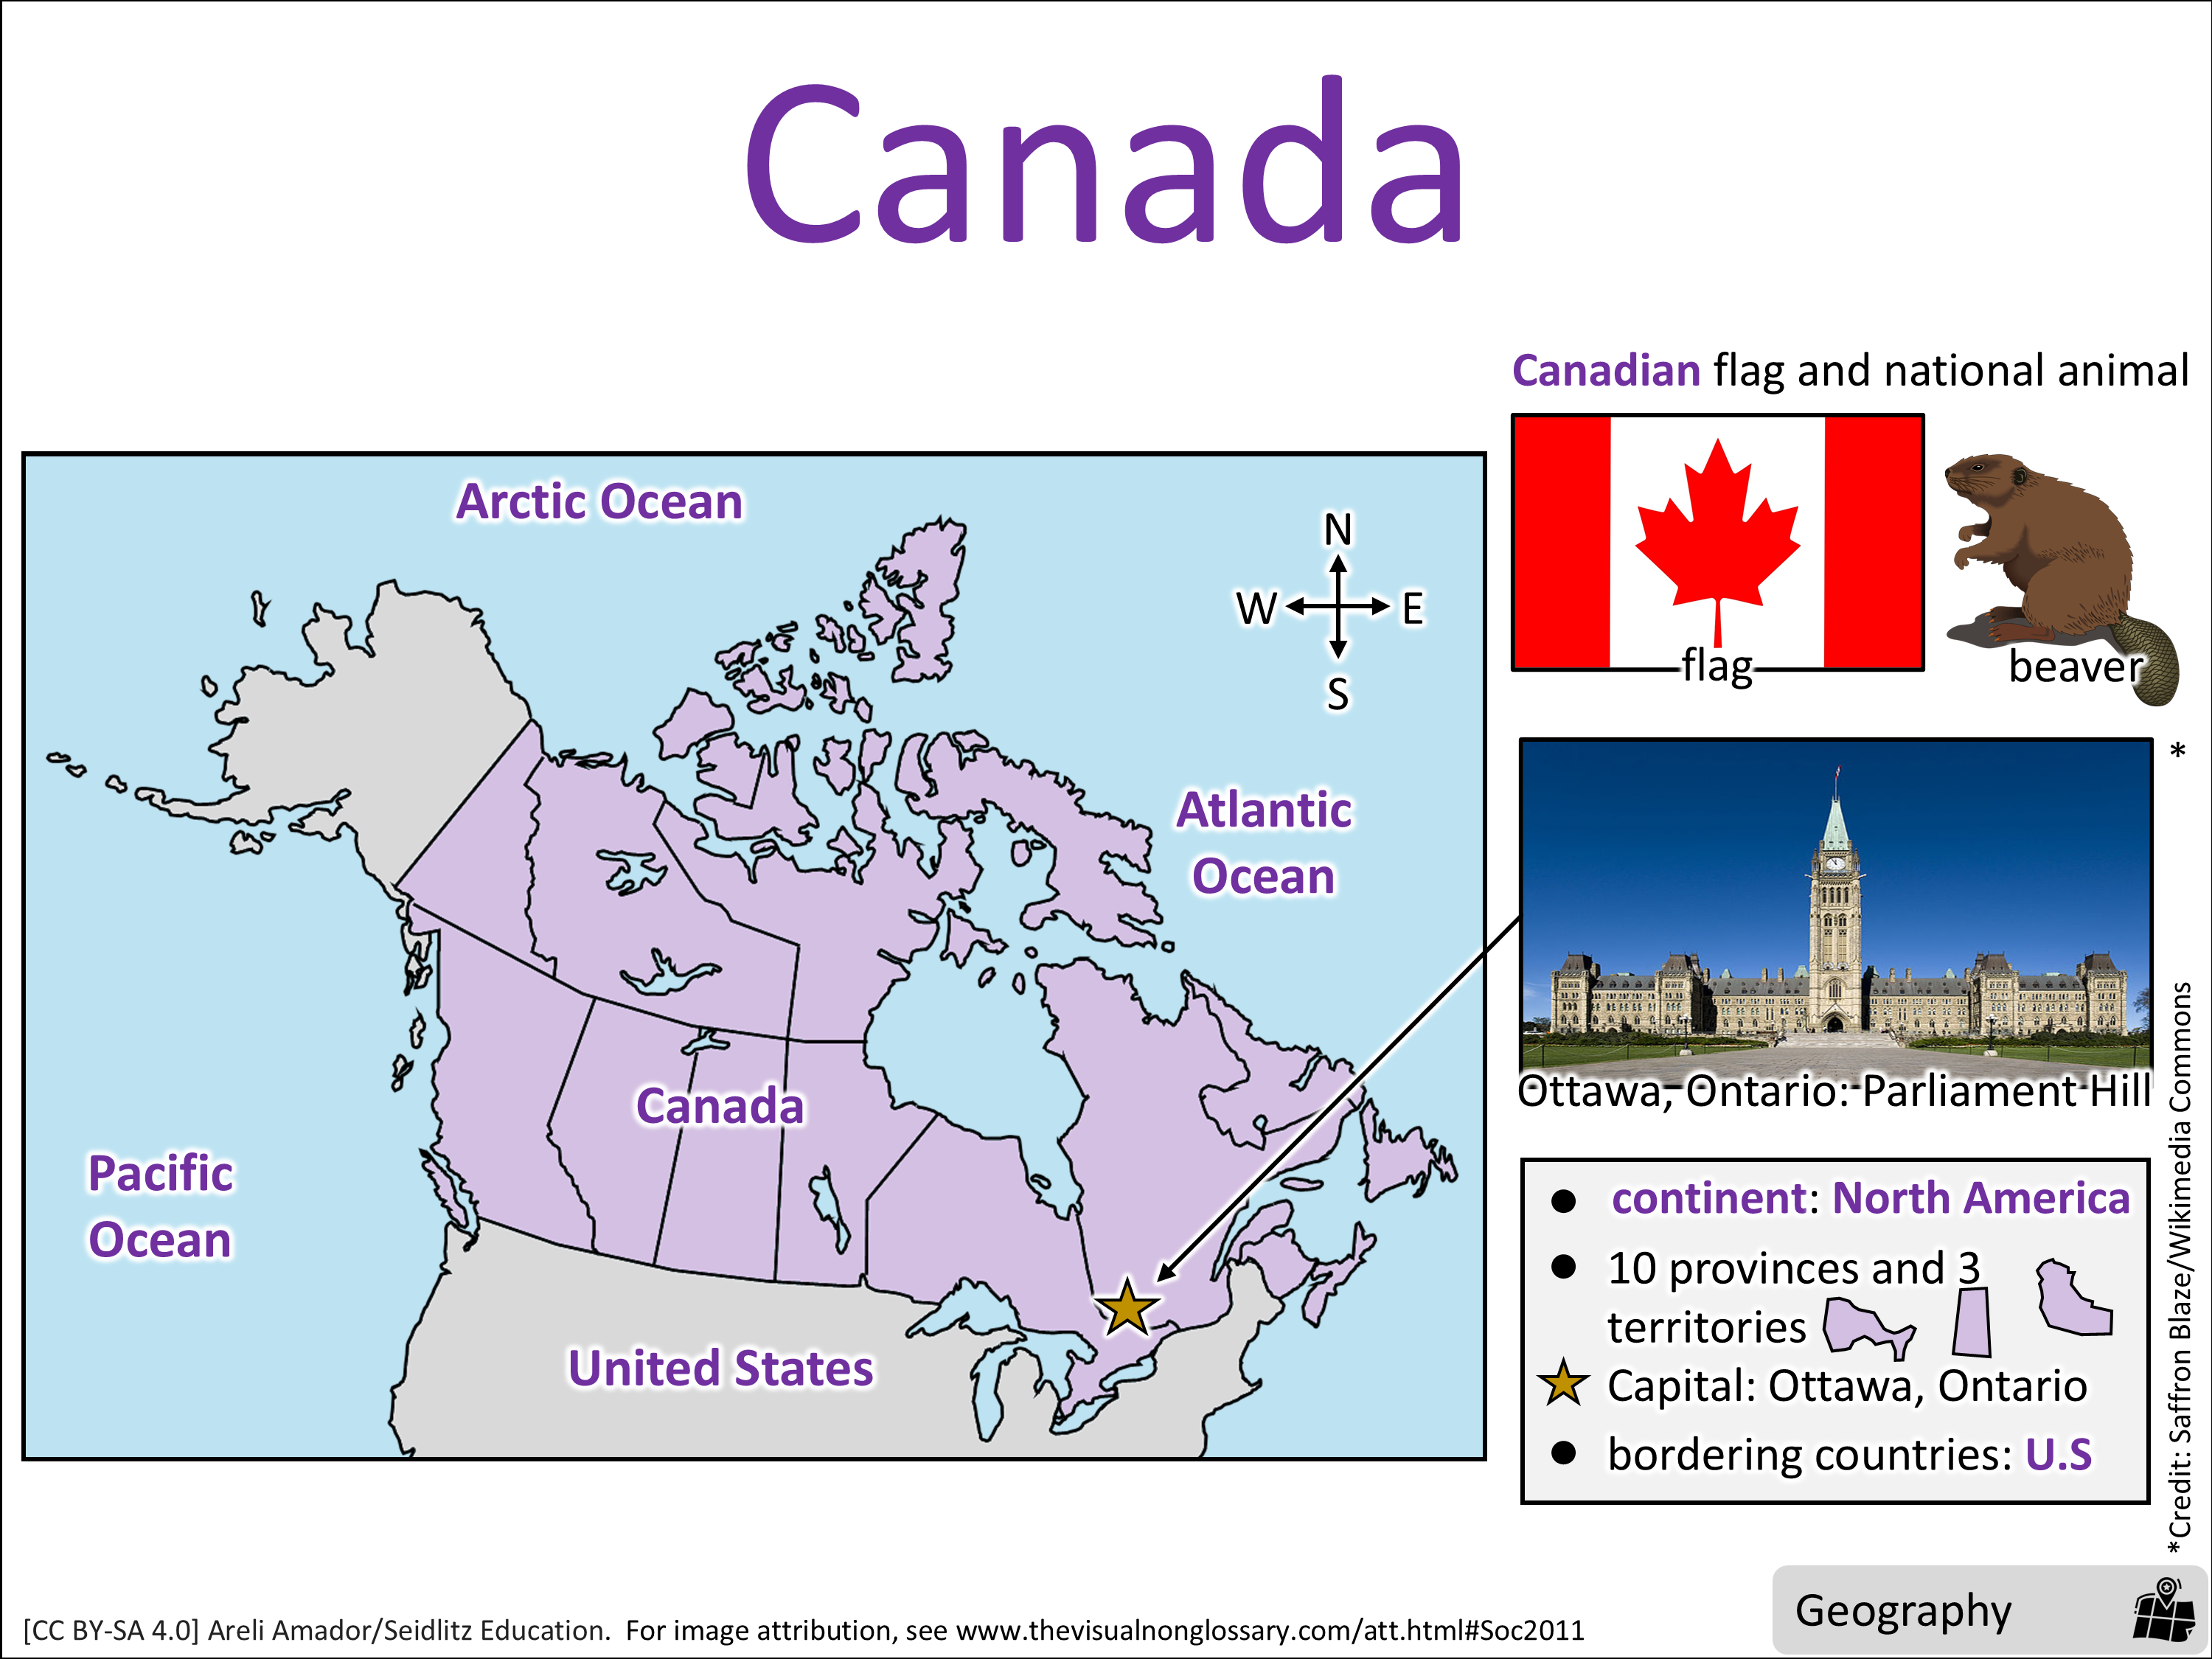 Canada
Canadian flag and national animal
flag
beaver
Arctic Ocean
N
W E
S
Atlantic
Ocean
Canada
Pacific
Ocean
United States
*
Ottawa, Ontario: Parliament Hill
continent: North America
10 provinces and 3
territories
Capital: Ottawa, Ontario
bordering countries: U.S
*Credit: Saffron Blaze/Wikimedia Commons
Geography
[CC BY-SA 4.0] Areli Amador/Seidlitz Education. For image attribution, see www.thevisualnonglossary.com/att.html#Soc2011